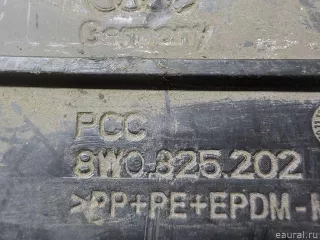 Germany
PCC
8W0.825.202
>PP+PE+EPDM-M
eaural.ru